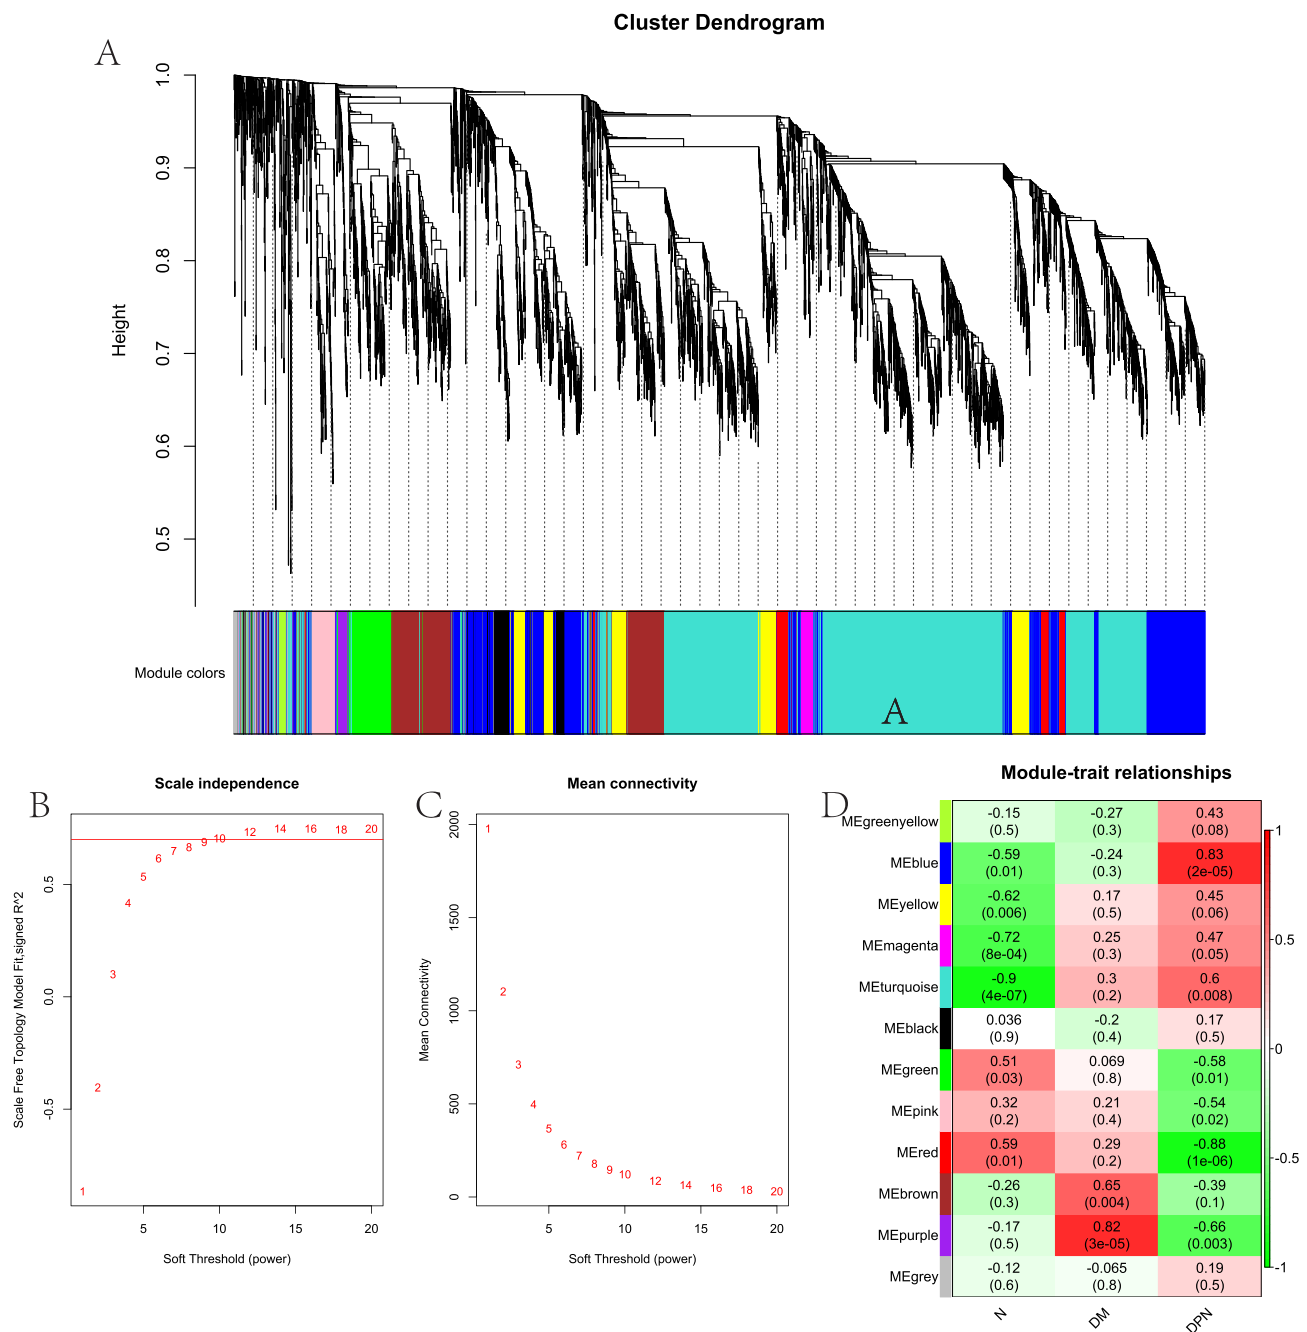 Cluster Dendrogram
A
1.0
0.9
0.8
0.7
0.6
0.5
Height
Module colors
A
B
Scale independence
0.5
0.0
-0.5
Scale Free Topology Model Fit,signed R^2
1
2
3
4
5
6
7
8
9
10
12
14
16
18
20
5 10 15 20
Soft Threshold (power)
C
Mean connectivity
2000
1500
1000
500
0
Mean Connectivity
1
2
3
4
5
6
7
8
9
10
12
14
16
18
20
5 10 15 20
Soft Threshold (power)
D
Module-trait relationships
MEgreenyellow -0.15 -0.27 0.43
(0.5) (0.3) (0.08)
MEblue -0.59 -0.24 0.83
(0.01) (0.3) (2e-05)
MEyellow -0.62 0.17 0.45
(0.006) (0.5) (0.06)
MEmagenta -0.72 0.25 0.47
(8e-04) (0.3) (0.05)
MEturquoise -0.9 0.3 0.6
(4e-07) (0.2) (0.008)
MEblack 0.036 -0.2 0.17
(0.9) (0.4) (0.5)
MEgreen 0.51 0.069 -0.58
(0.03) (0.8) (0.01)
MEpink 0.32 0.21 -0.54
(0.2) (0.4) (0.02)
MEred 0.59 0.29 -0.88
(0.01) (0.2) (1e-06)
MEbrown -0.26 0.65 -0.39
(0.3) (0.004) (0.1)
MEpurple -0.17 0.82 -0.66
(0.5) (3e-05) (0.003)
MEgrey -0.12 -0.065 0.19
(0.6) (0.8) (0.5)
N DM DPN
1
0.5
0
-0.5
-1